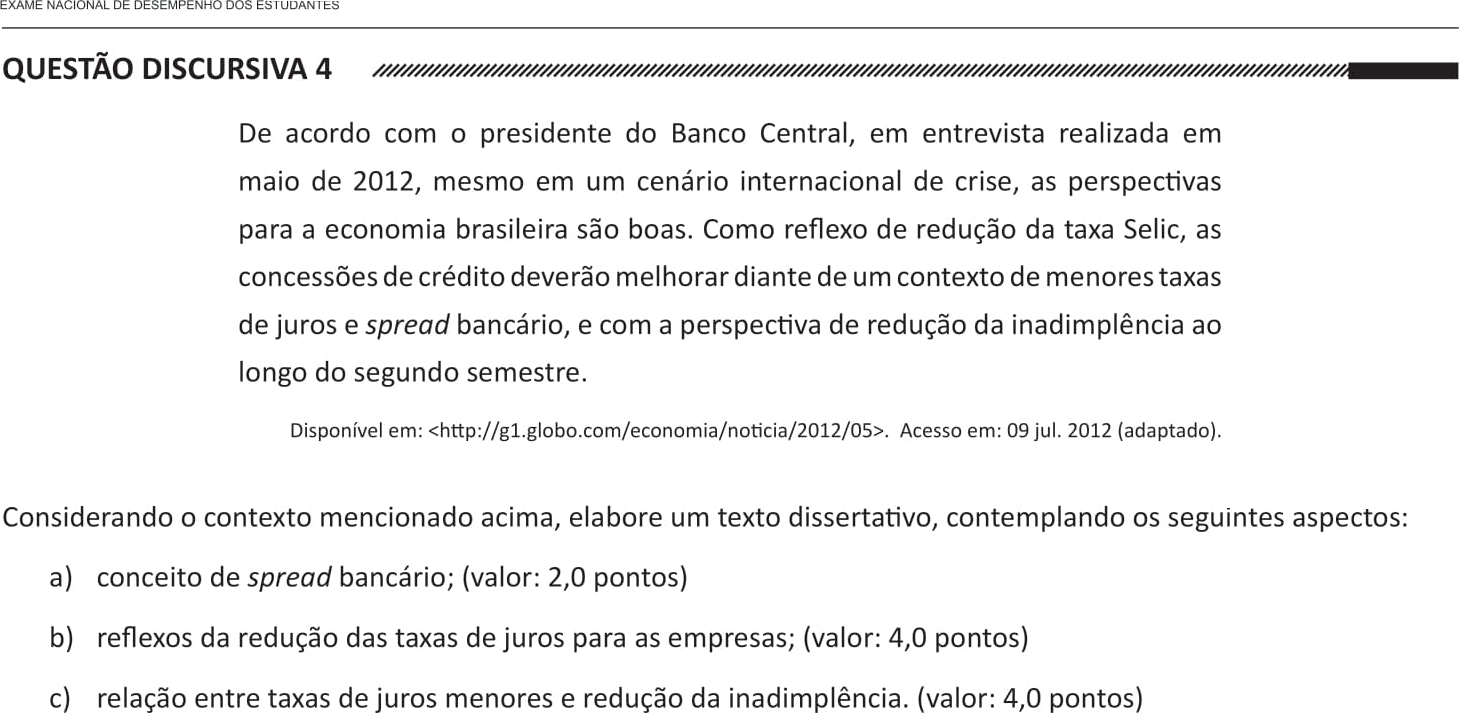 EXAME NACIONAL DE DESEMPENHO DOS ESTUDANTES
QUESTÃO DISCURSIVA 4
De acordo com o presidente do Banco Central, em entrevista realizada em
maio de 2012, mesmo em um cenário internacional de crise, as perspectivas
para a economia brasileira são boas. Como reflexo de redução da taxa Selic, as
concessões de crédito deverão melhorar diante de um contexto de menores taxas
de juros e spread bancário, e com a perspectiva de redução da inadimplência ao
longo do segundo semestre.
Disponível em: <http://g1.globo.com/economia/noticia/2012/05>. Acesso em: 09 jul. 2012 (adaptado).
Considerando o contexto mencionado acima, elabore um texto dissertativo, contemplando os seguintes aspectos:
a) conceito de spread bancário; (valor: 2,0 pontos)
b) reflexos da redução das taxas de juros para as empresas; (valor: 4,0 pontos)
c) relação entre taxas de juros menores e redução da inadimplência. (valor: 4,0 pontos)